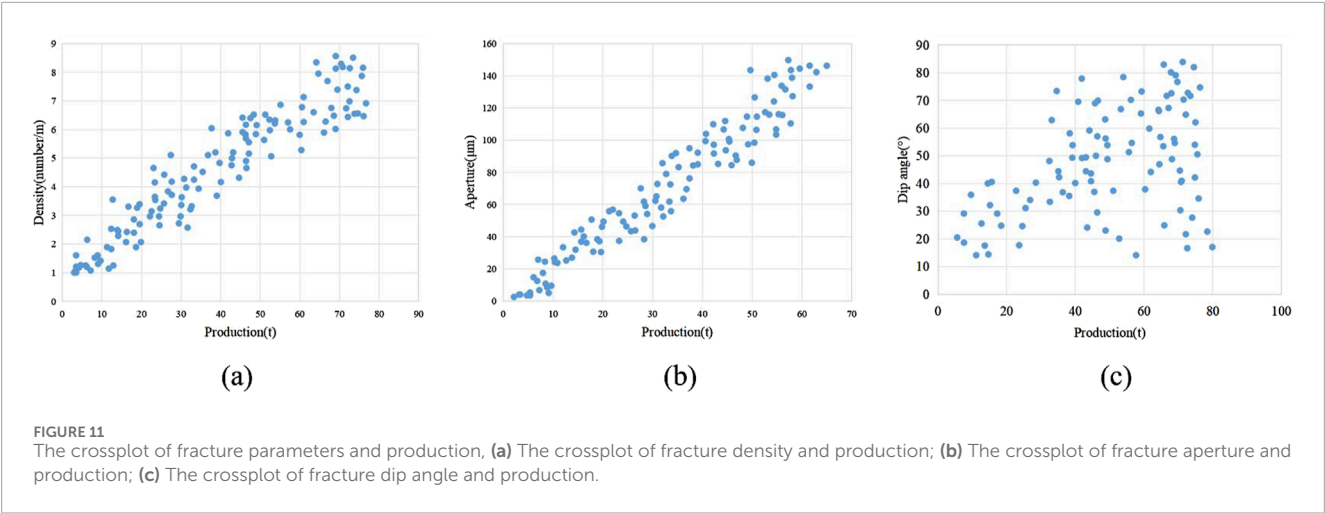 9
8
7
6
5
4
3
2
1
0
Density(number/m)
0 10 20 30 40 50 60 70 80 90
Production(t)
(a)
160
140
120
100
80
60
40
20
0
Aperture(μm)
0 10 20 30 40 50 60 70
Production(t)
(b)
90
80
70
60
50
40
30
20
10
0
Dip angle(°)
0 20 40 60 80 100
Production(t)
(c)
FIGURE 11
The crossplot of fracture parameters and production, (a) The crossplot of fracture density and production; (b) The crossplot of fracture aperture and
production; (c) The crossplot of fracture dip angle and production.